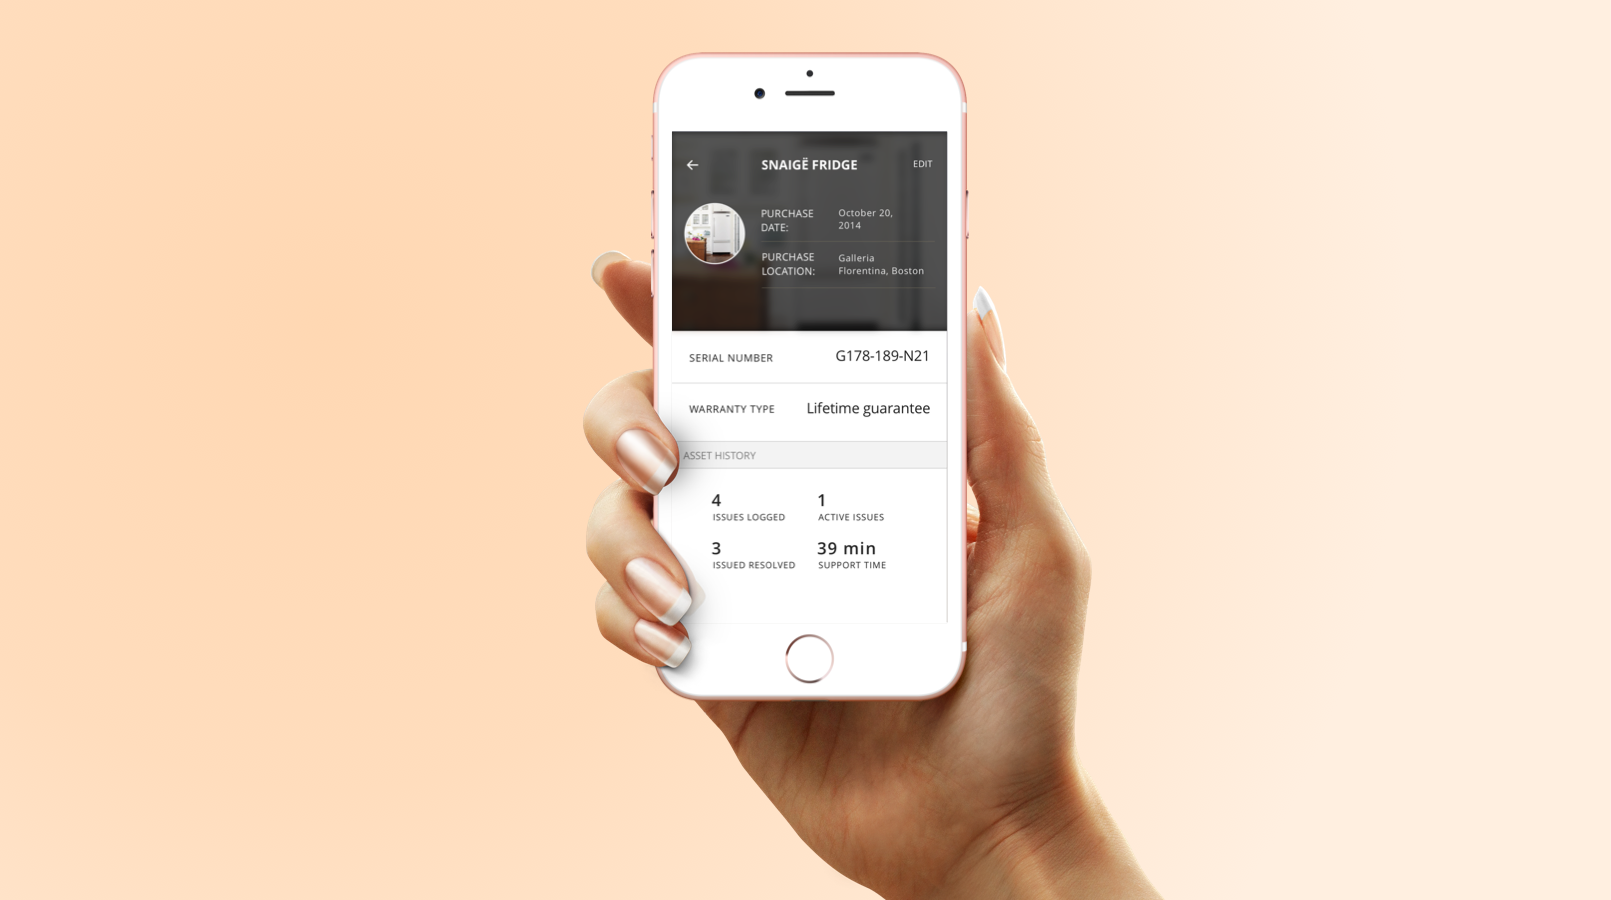 SNAIGË FRIDGE
EDIT
PURCHASE
DATE:
October 20,
2014
PURCHASE
LOCATION:
Galleria
Florentina, Boston
SERIAL NUMBER
G178-189-N21
WARRANTY TYPE
Lifetime guarantee
ASSET HISTORY
4
ISSUES LOGGED
1
ACTIVE ISSUES
3
ISSUED RESOLVED
39 min
SUPPORT TIME